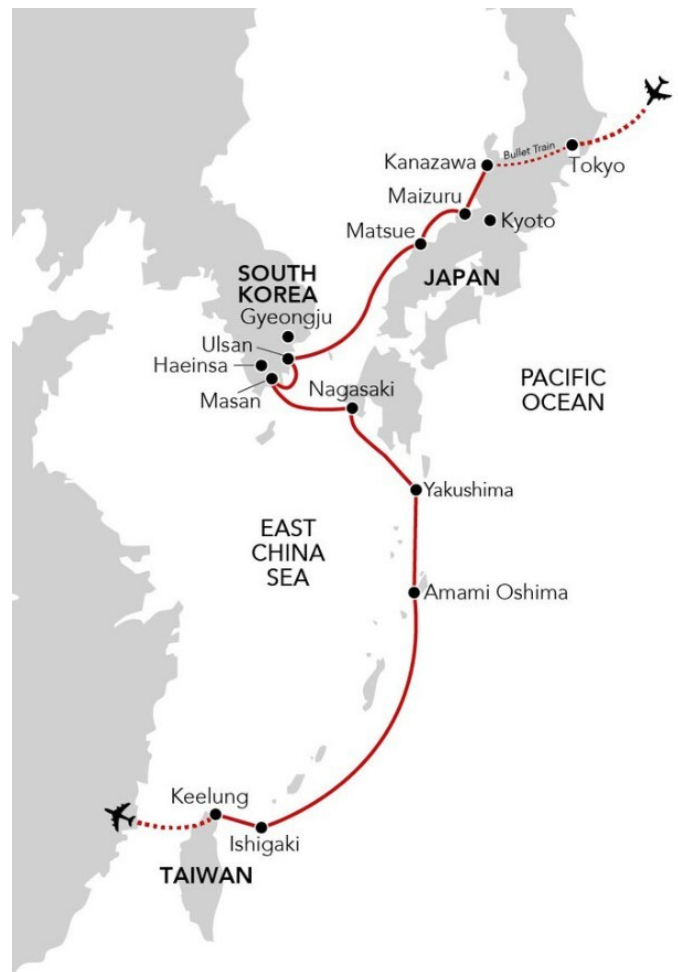 Bullet Train
Kanazawa
Tokyo
Maizuru
Kyoto
Matsue
SOUTH
KOREA
JAPAN
Gyeongju
Ulsan
Haeinsa
Masan
Nagasaki
PACIFIC
OCEAN
Yakushima
EAST
CHINA
SEA
Amami Oshima
Keelung
Ishigaki
TAIWAN